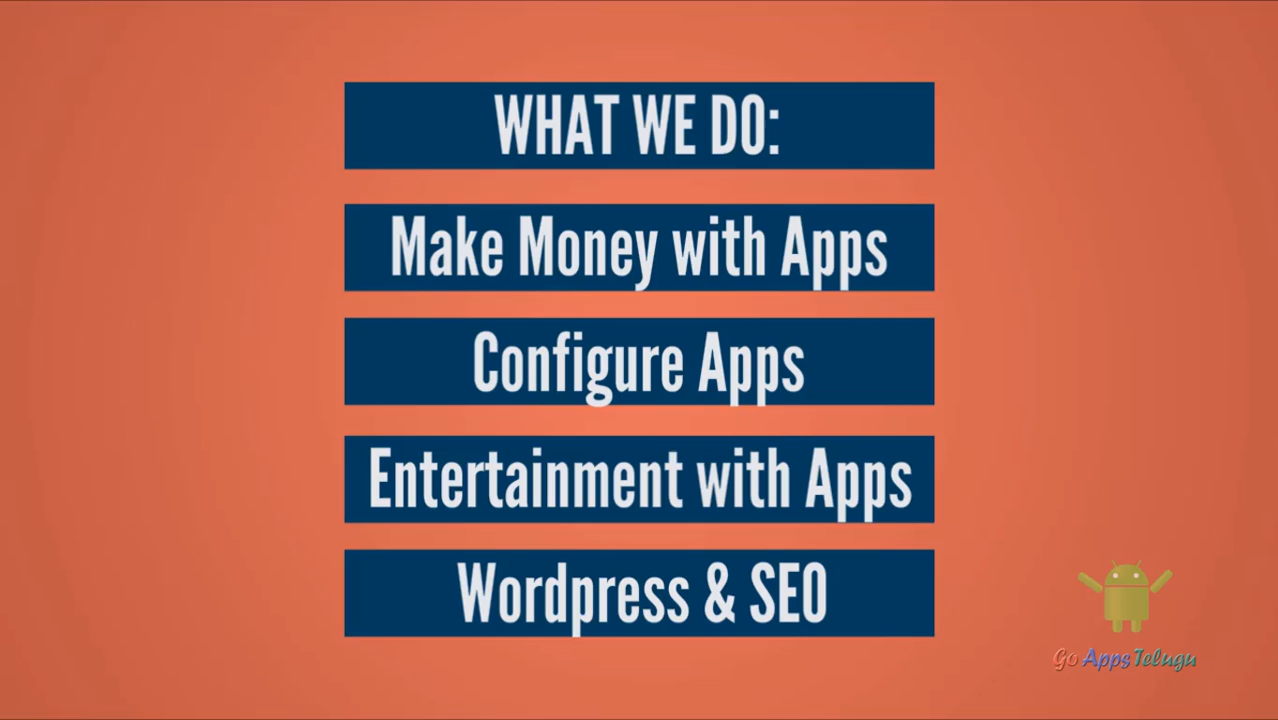 WHAT WE DO:
Make Money with Apps
Configure Apps
Entertainment with Apps
Wordpress & SEO
Go Apps Telugu